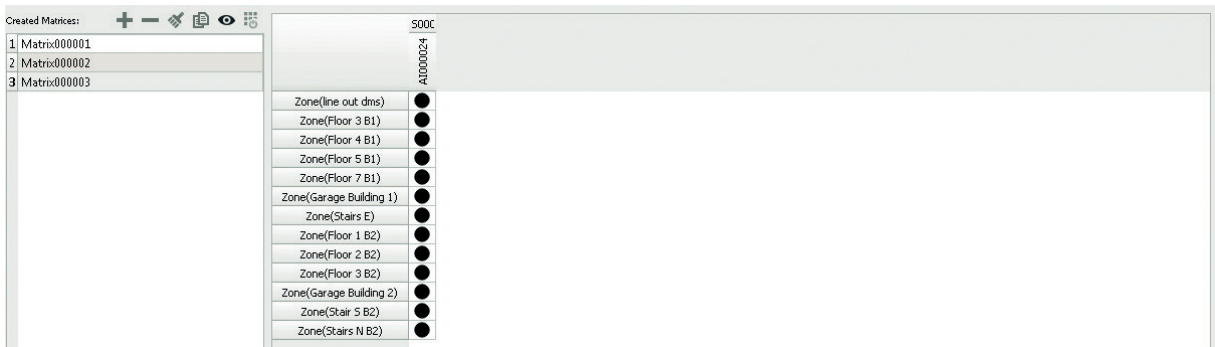 Created Matrices:
S000
1 Matrix000001
2 Matrix000002
3 Matrix000003
AI000024
Zone(line out dms)
Zone(Floor 3 B1)
Zone(Floor 4 B1)
Zone(Floor 5 B1)
Zone(Floor 7 B1)
Zone(Garage Building 1)
Zone(Stairs E)
Zone(Floor 1 B2)
Zone(Floor 2 B2)
Zone(Floor 3 B2)
Zone(Garage Building 2)
Zone(Stair S B2)
Zone(Stairs N B2)